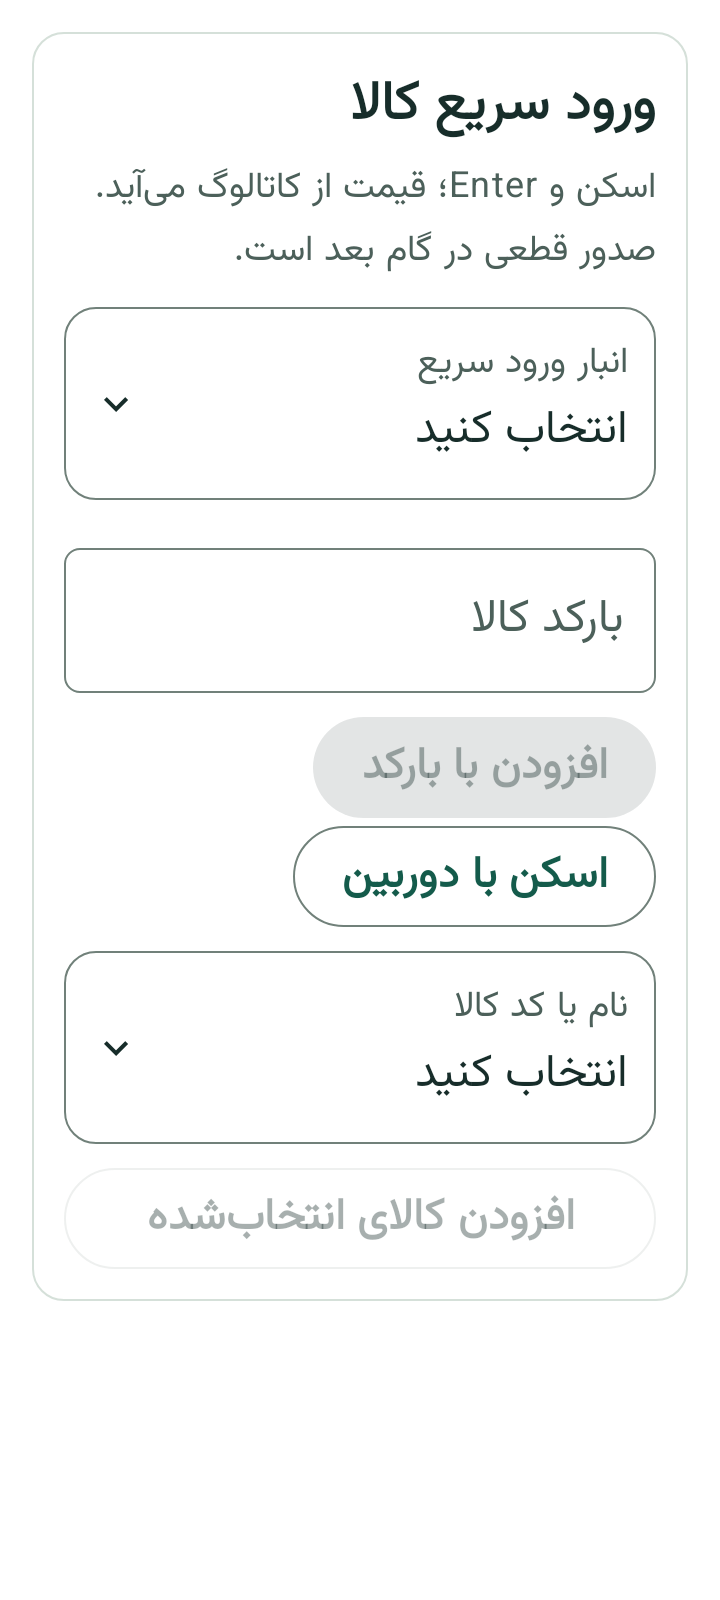 ورود سریع کالا
اسکن و Enter؛ قیمت از کاتالوگ می‌آید.
صدور قطعی در گام بعد است.
انبار ورود سریع
انتخاب کنید
بارکد کالا
افزودن با بارکد
اسکن با دوربین
نام یا کد کالا
انتخاب کنید
افزودن کالای انتخاب‌شده